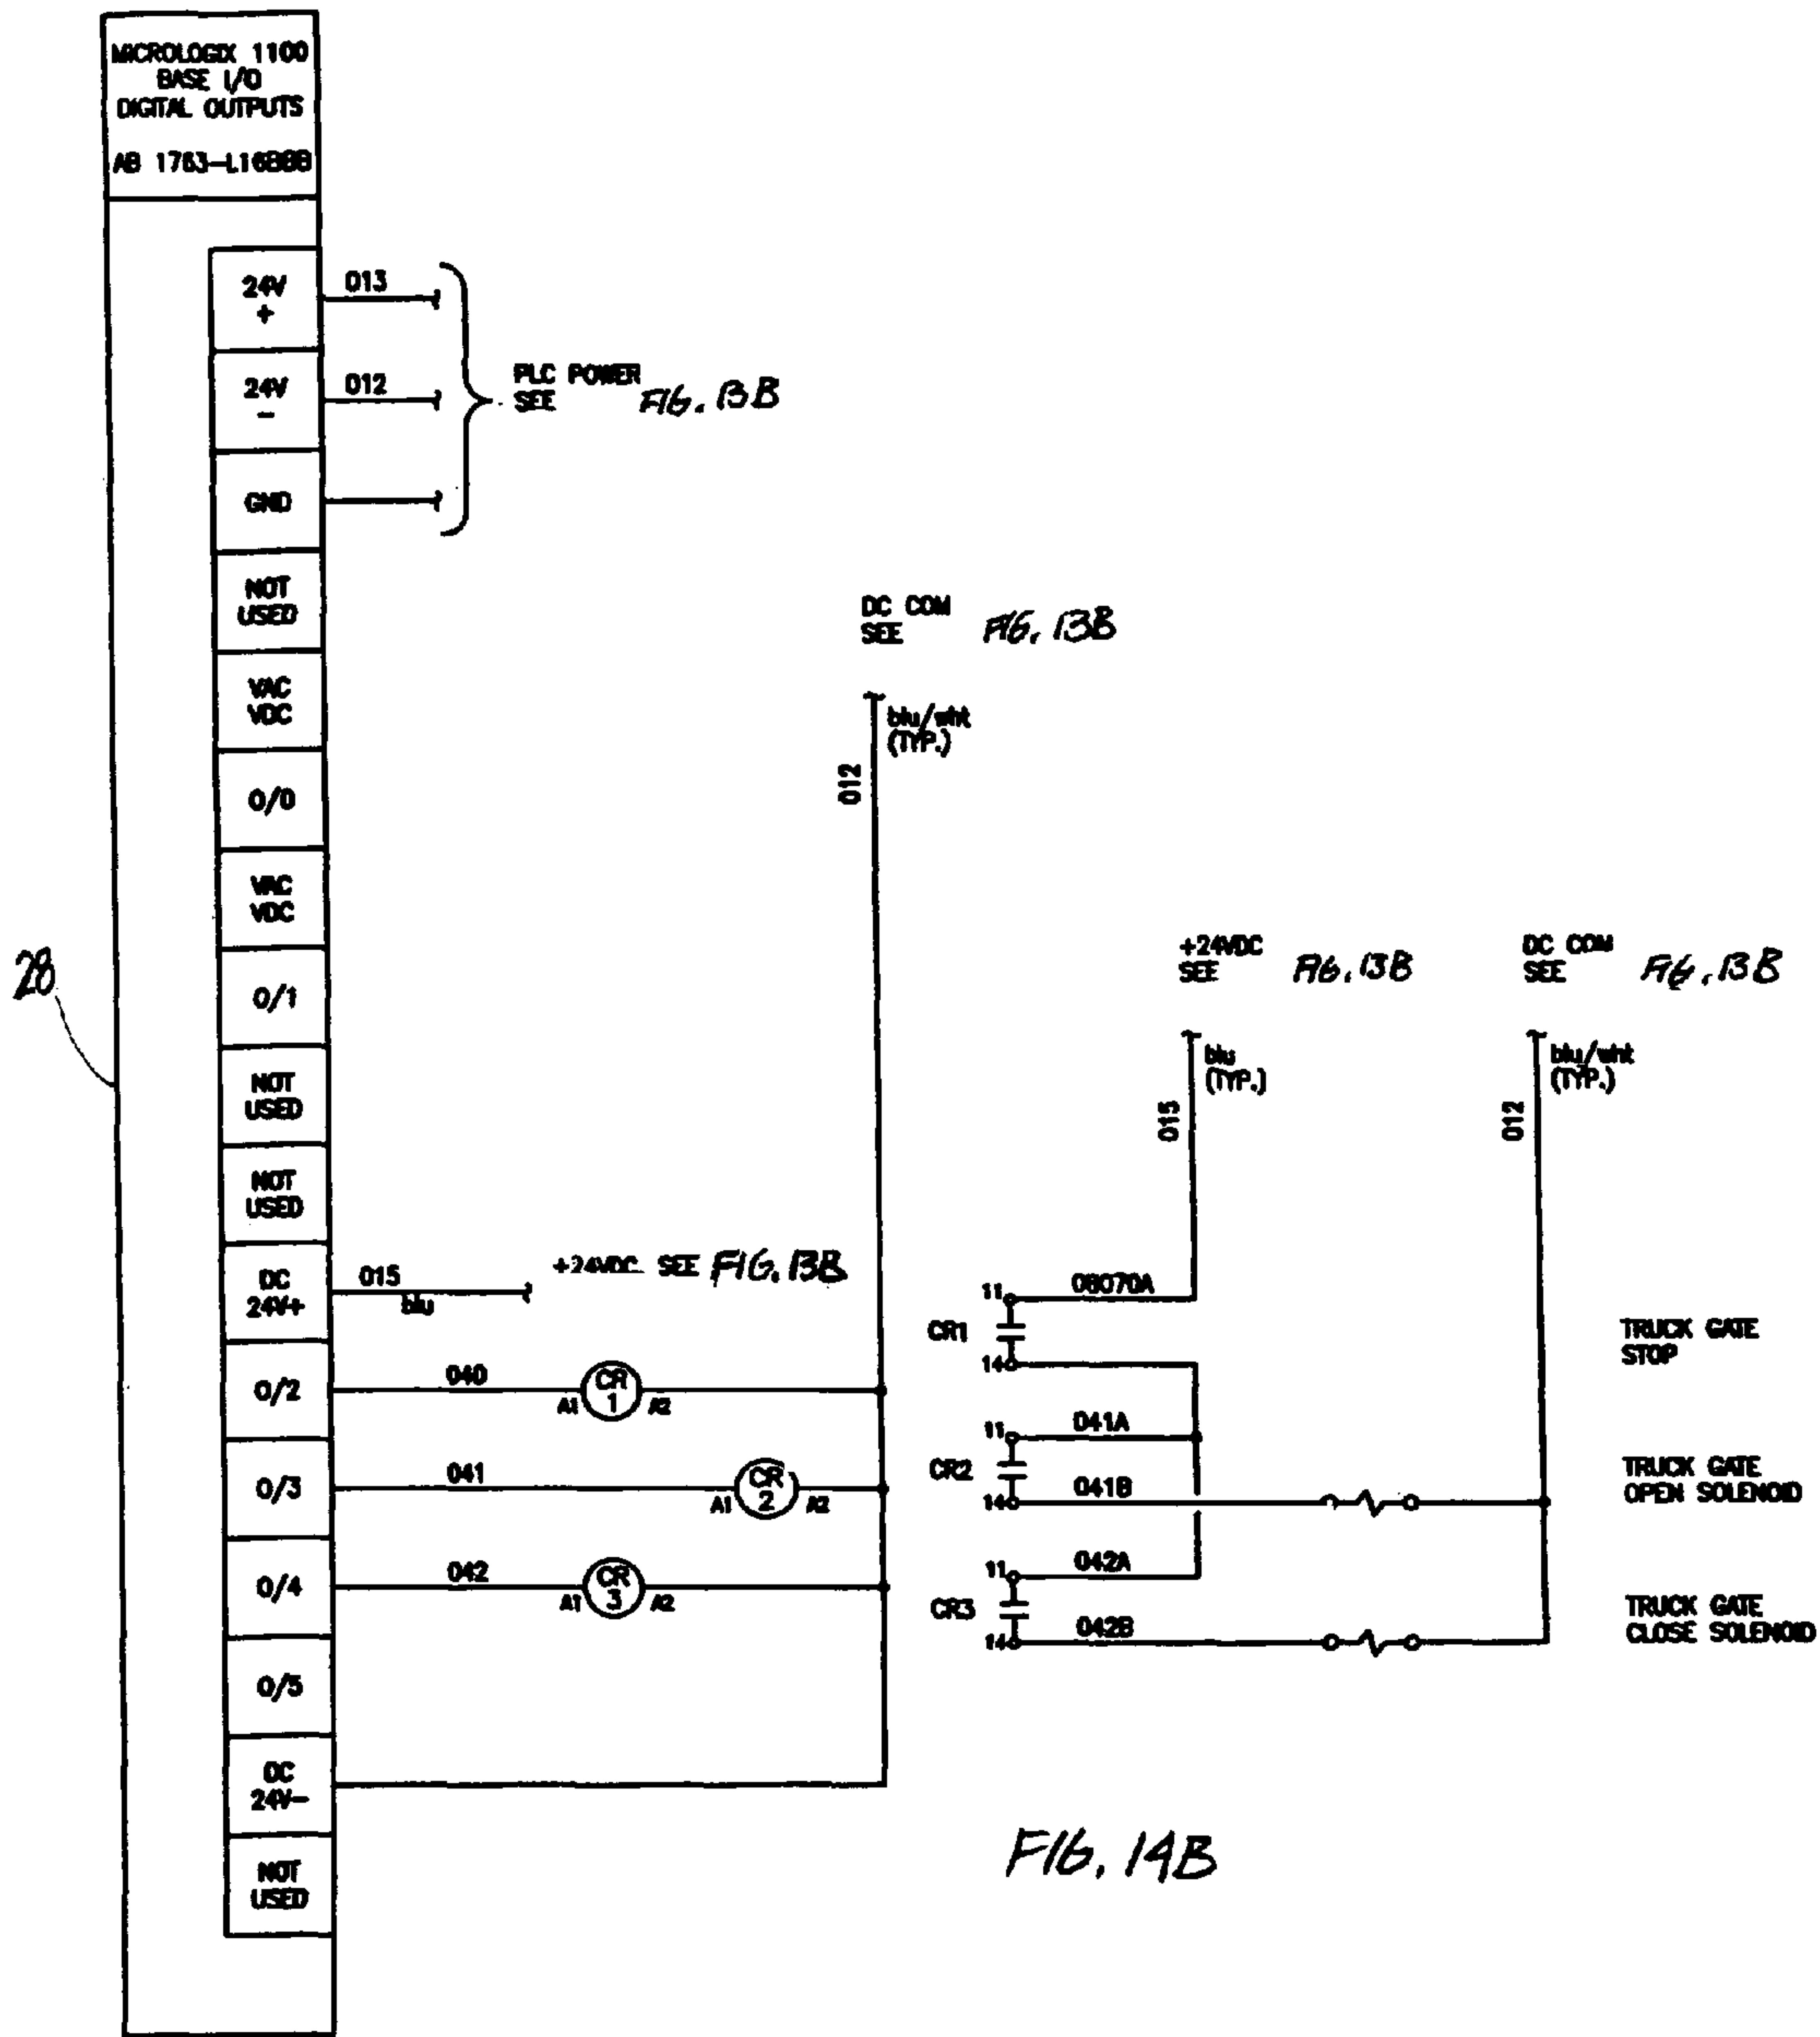 MICROLOGIX 1100
BASE I/O
DIGITAL OUTPUTS
AB 1763-L16BBB
24V
+
013
24V
-
012
PLC POWER
SEE FIG. 13B
GND
NOT
USED
DC COM
SEE FIG. 13B
VAC
VDC
blu/wht
(TYP.)
012
O/0
VAC
VDC
28
O/1
+24VDC
SEE FIG. 13B
DC COM
SEE FIG. 13B
NOT
USED
blu
(TYP.)
015
blu/wht
(TYP.)
012
NOT
USED
DC
24V+
015
blu
+24VDC SEE FIG. 13B
O/2
040
A1 CR 1 A2
O/3
041
A1 CR 2 A2
O/4
042
A1 CR 3 A2
O/5
DC
24V-
NOT
USED
11 08070A
CR1
14
TRUCK GATE
STOP
11 041A
CR2
14 041B
TRUCK GATE
OPEN SOLENOID
11 042A
CR3
14 042B
TRUCK GATE
CLOSE SOLENOID
FIG. 14B